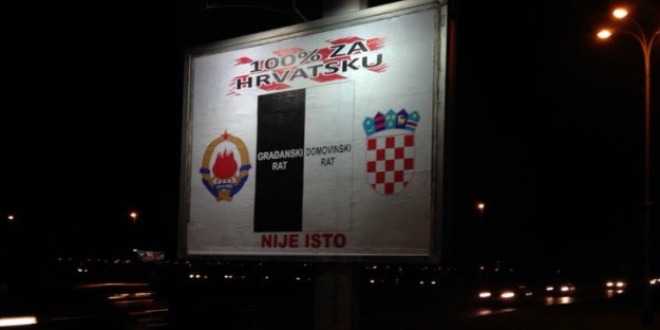 100% ZA
HRVATSKU
GRAĐANSKI
RAT
DOMOVINSKI
RAT
NIJE ISTO